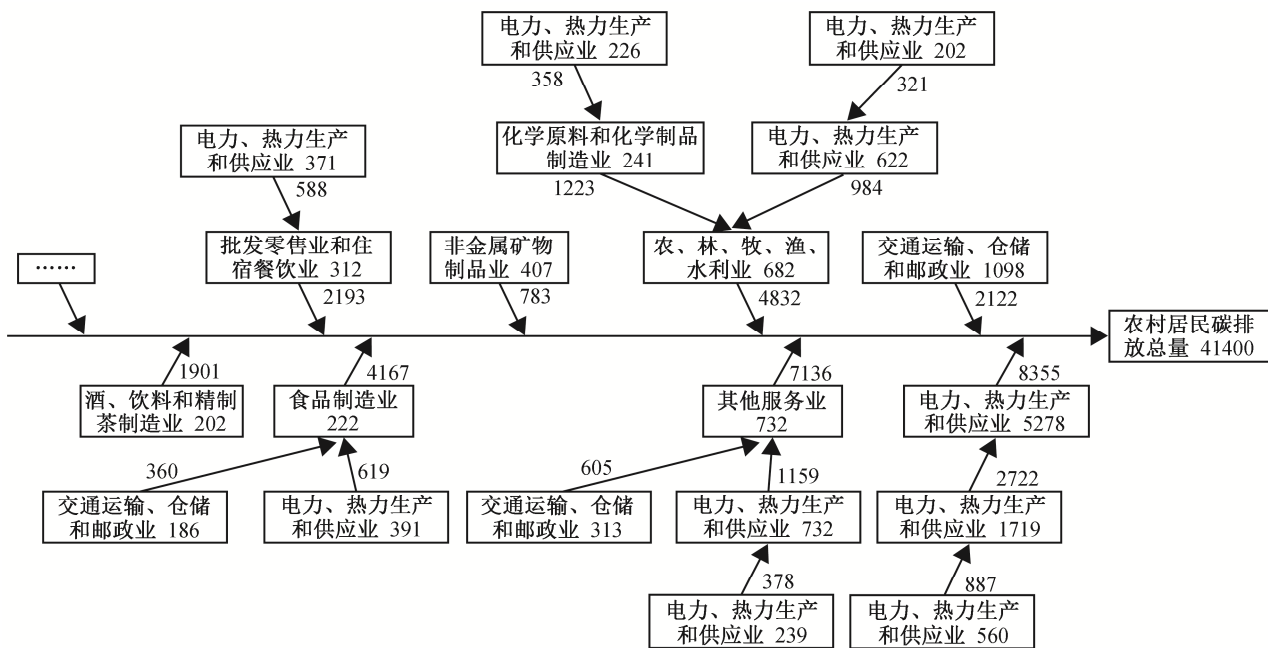 电力、热力生产
和供应业 226
电力、热力生产
和供应业 202
358
321
电力、热力生产
和供应业 371
化学原料和化学制品
制造业 241
电力、热力生产
和供应业 622
588
1223
984
……
批发零售业和住
宿餐饮业 312
非金属矿物
制品业 407
农、林、牧、渔、
水利业 682
交通运输、仓储
和邮政业 1098
2193
783
4832
2122
农村居民碳排
放总量 41400
1901
4167
7136
8355
酒、饮料和精制
茶制造业 202
食品制造业
222
其他服务业
732
电力、热力生产
和供应业 5278
360
619
605
1159
2722
交通运输、仓储
和邮政业 186
电力、热力生产
和供应业 391
交通运输、仓储
和邮政业 313
电力、热力生产
和供应业 732
电力、热力生产
和供应业 1719
378
887
电力、热力生产
和供应业 239
电力、热力生产
和供应业 560